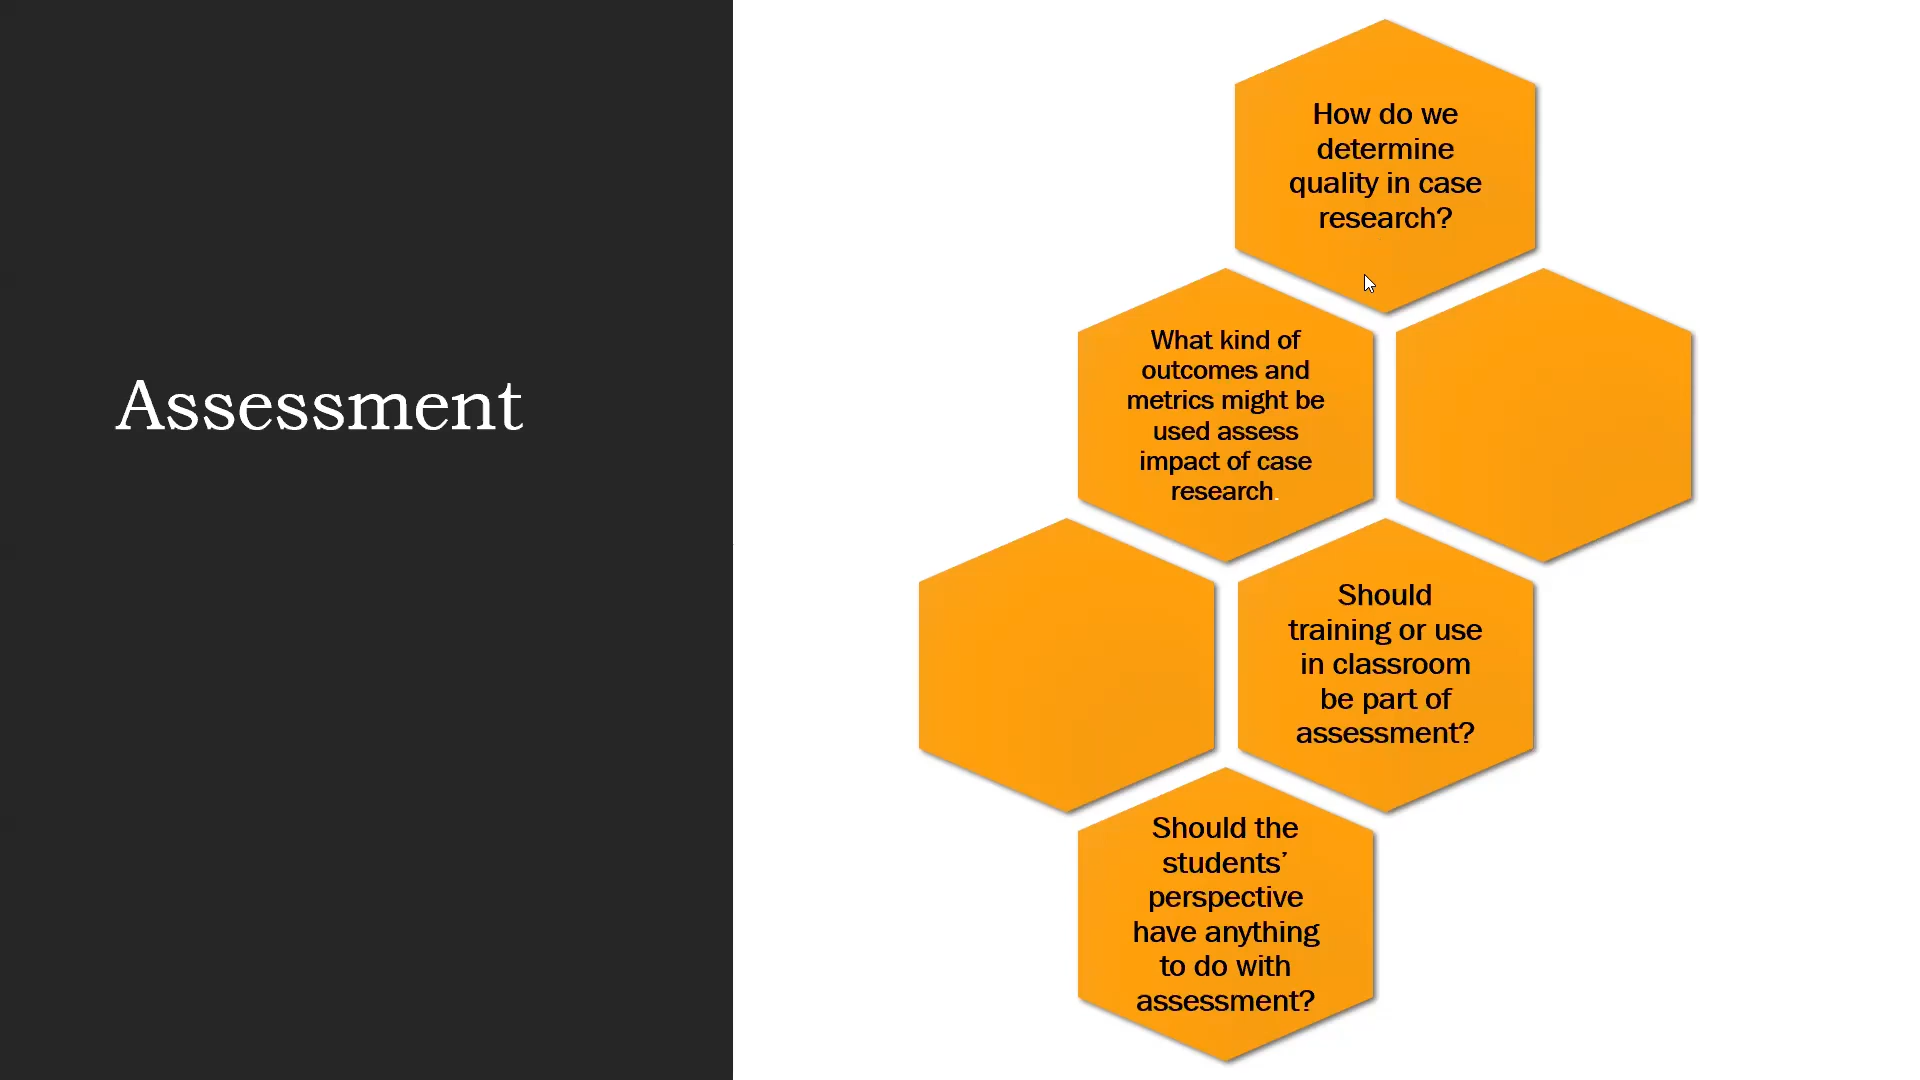 Assessment
How do we
determine
quality in case
research?
What kind of
outcomes and
metrics might be
used assess
impact of case
research.
Should
training or use
in classroom
be part of
assessment?
Should the
students’
perspective
have anything
to do with
assessment?